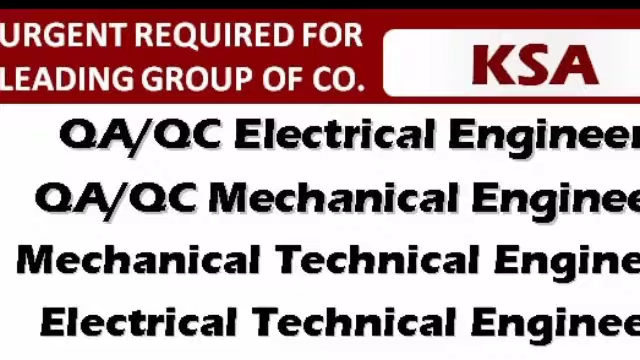 URGENT REQUIRED FOR
LEADING GROUP OF CO.
KSA
QA/QC Electrical Engineer
QA/QC Mechanical Enginee
Mechanical Technical Engine
Electrical Technical Enginee